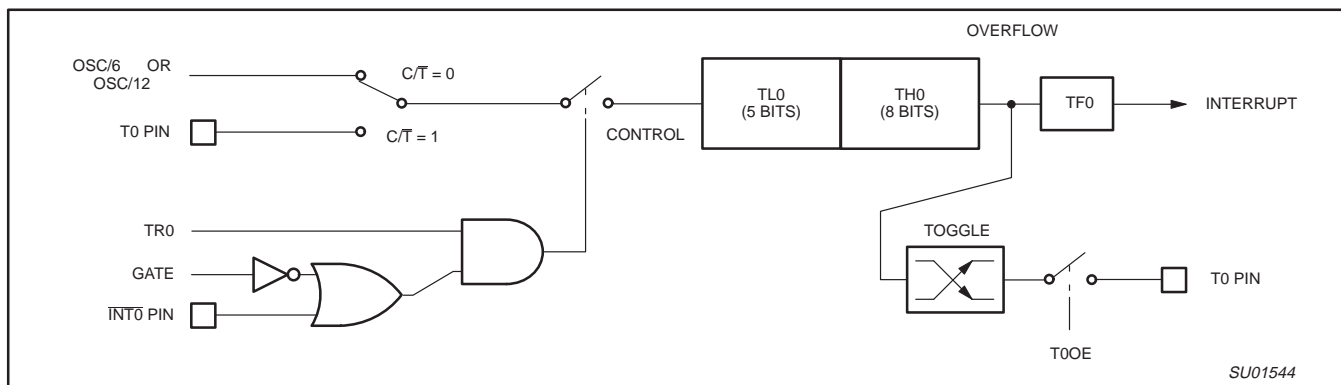 OVERFLOW
OSC/6 OR
OSC/12
C/T̅ = 0
TL0
(5 BITS)
TH0
(8 BITS)
TF0
INTERRUPT
T0 PIN
C/T̅ = 1
CONTROL
TR0
TOGGLE
GATE
T0 PIN
I̅N̅T̅0̅ PIN
T0OE
SU01544